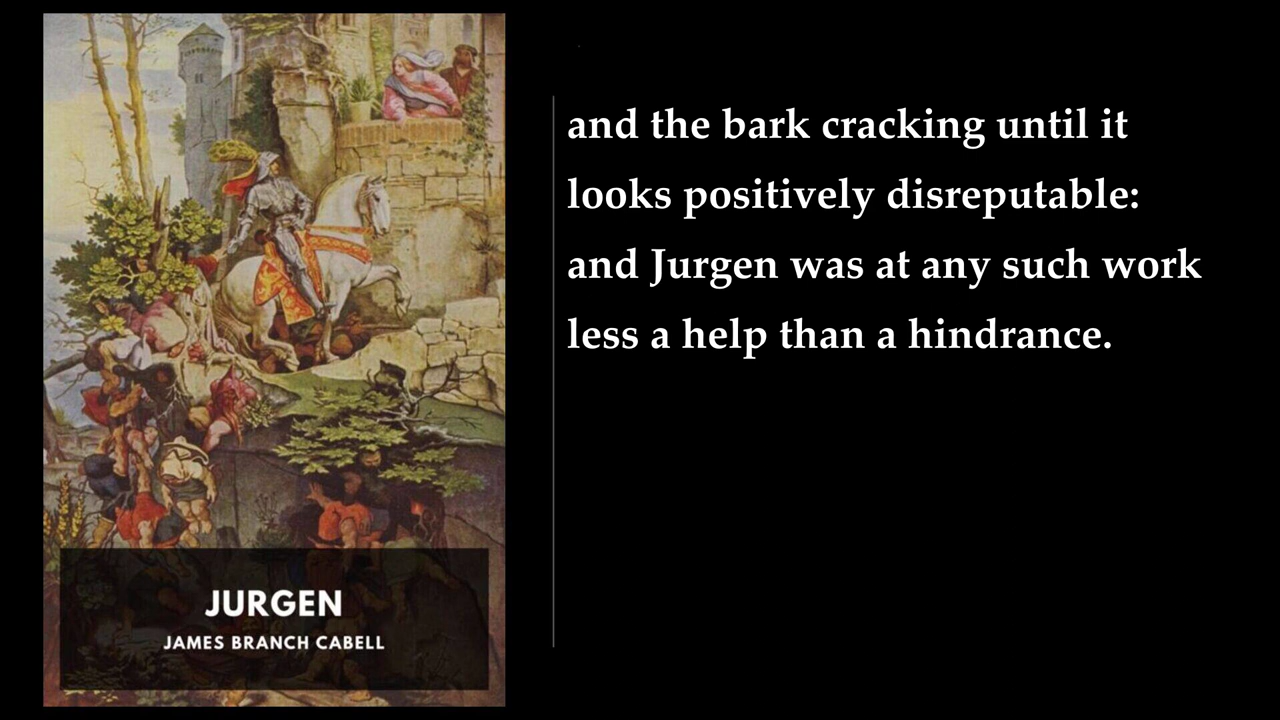 and the bark cracking until it
looks positively disreputable:
and Jurgen was at any such work
less a help than a hindrance.
JURGEN
JAMES BRANCH CABELL